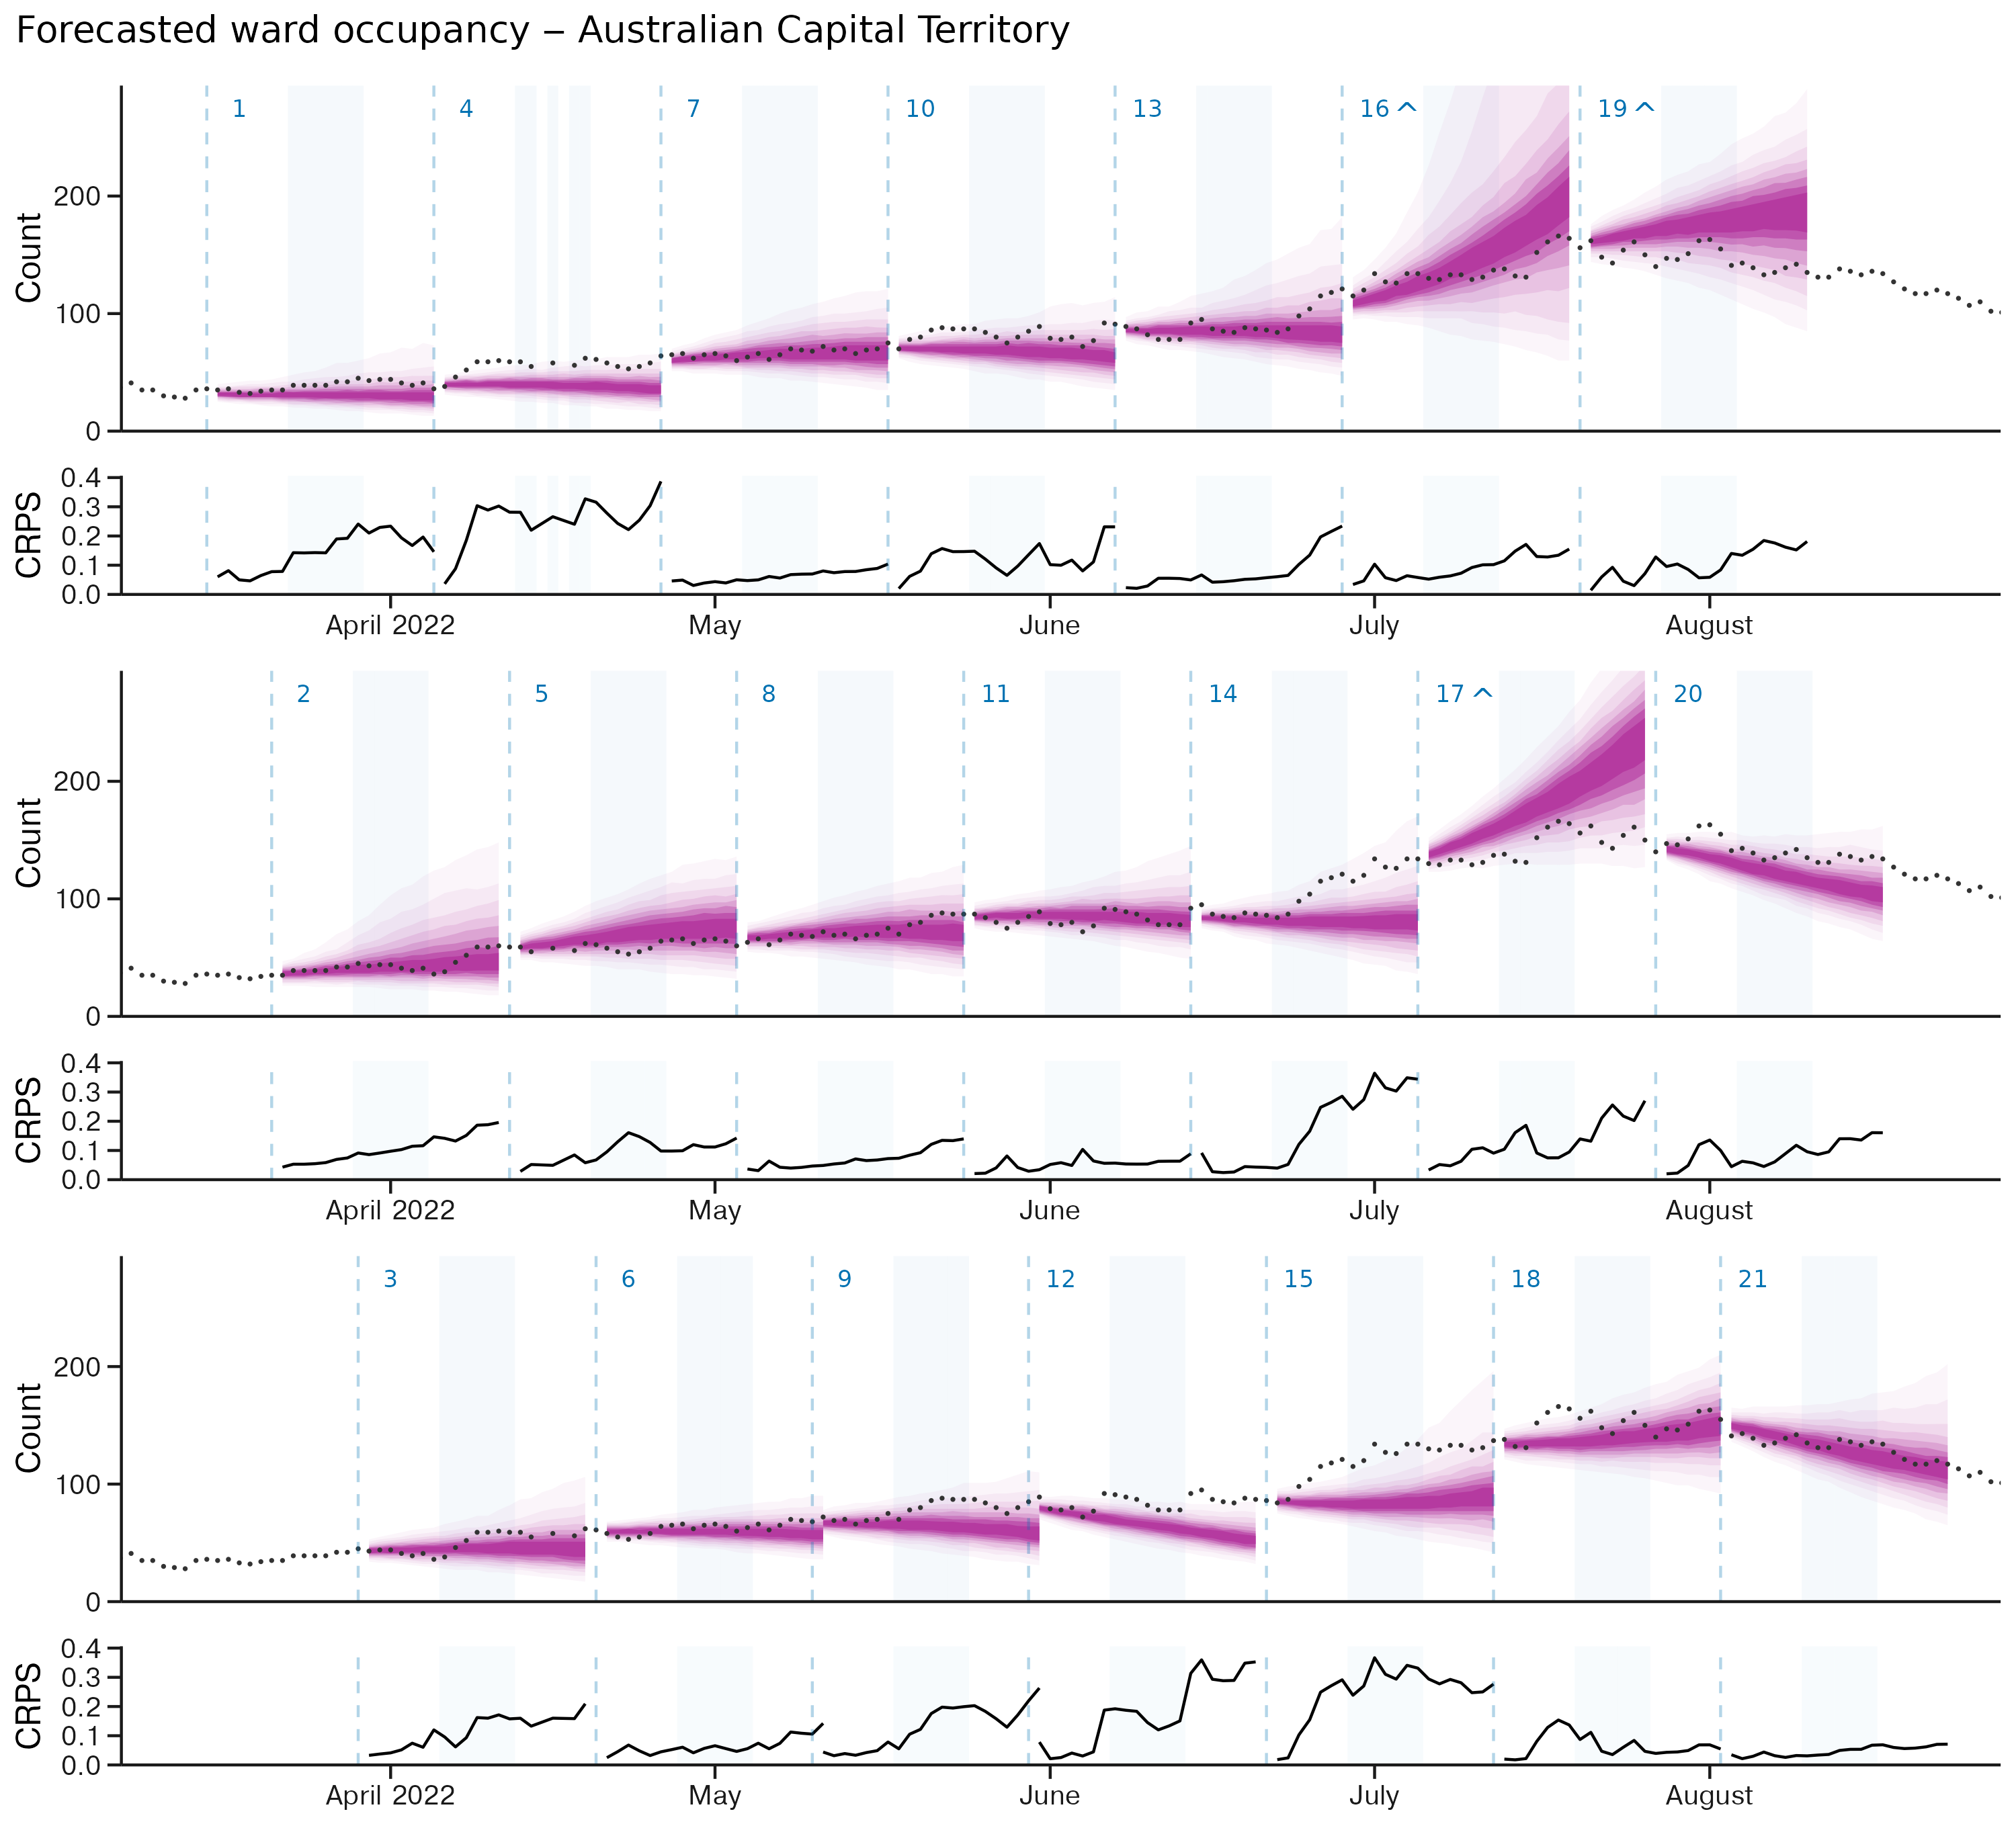 Forecasted ward occupancy – Australian Capital Territory
1 4 7 10 13 16 ^ 19 ^
200
100
0
Count
0.4
0.3
0.2
0.1
0.0
CRPS
April 2022 May June July August
2 5 8 11 14 17 ^ 20
200
100
0
Count
0.4
0.3
0.2
0.1
0.0
CRPS
April 2022 May June July August
3 6 9 12 15 18 21
200
100
0
Count
0.4
0.3
0.2
0.1
0.0
CRPS
April 2022 May June July August